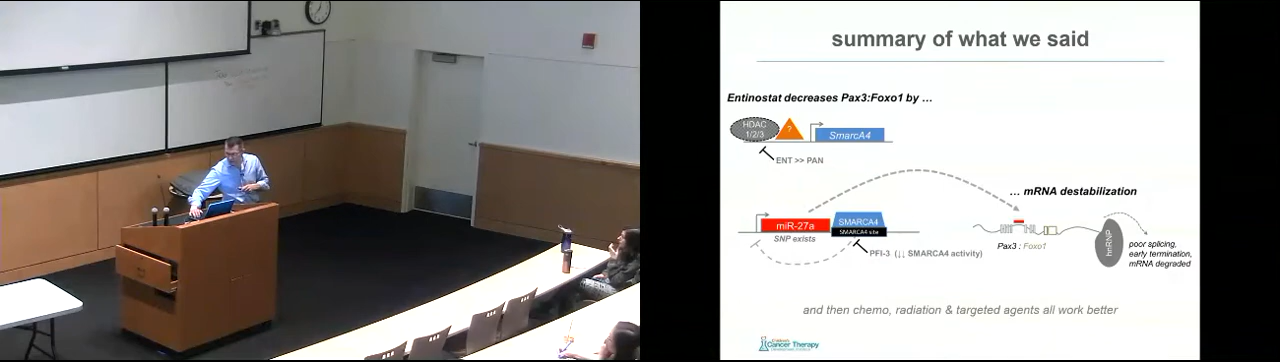 summary of what we said
Entinostat decreases Pax3:Foxo1 by …
HDAC
1/2/3
?
SmarcA4
ENT >> PAN
… mRNA destabilization
miR-27a
SMARCA4
SMARCA4 site
SNP exists
PFI-3 (↓↓ SMARCA4 activity)
Pax3 : Foxo1
hnRNP
poor splicing,
early termination,
mRNA degraded
and then chemo, radiation & targeted agents all work better
Children's
Cancer Therapy